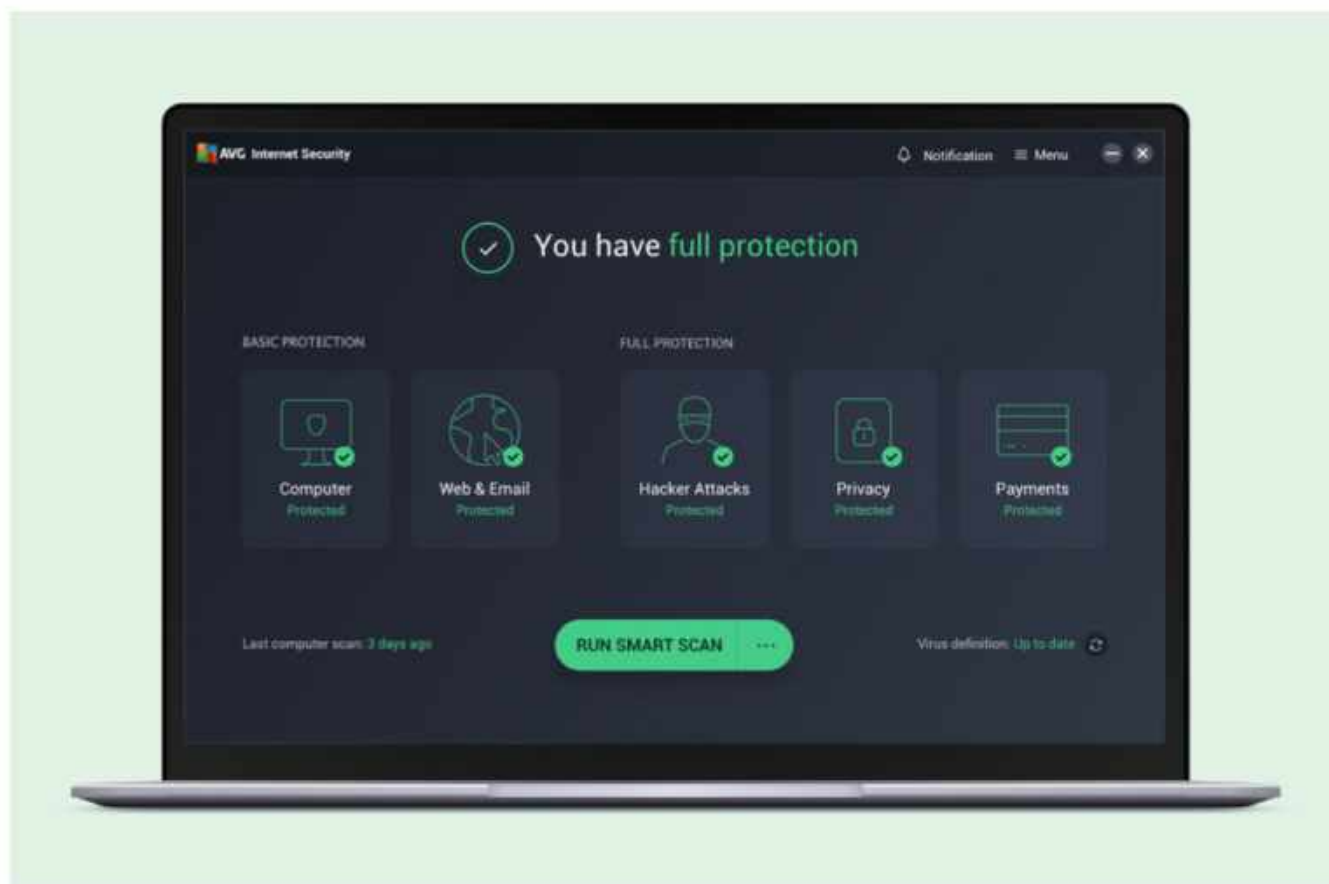 AVG Internet Security
Notification
Menu
You have full protection
BASIC PROTECTION
FULL PROTECTION
Computer
Protected
Web & Email
Protected
Hacker Attacks
Protected
Privacy
Protected
Payments
Protected
Last computer scan: 3 days ago
RUN SMART SCAN
Virus definition: Up to date